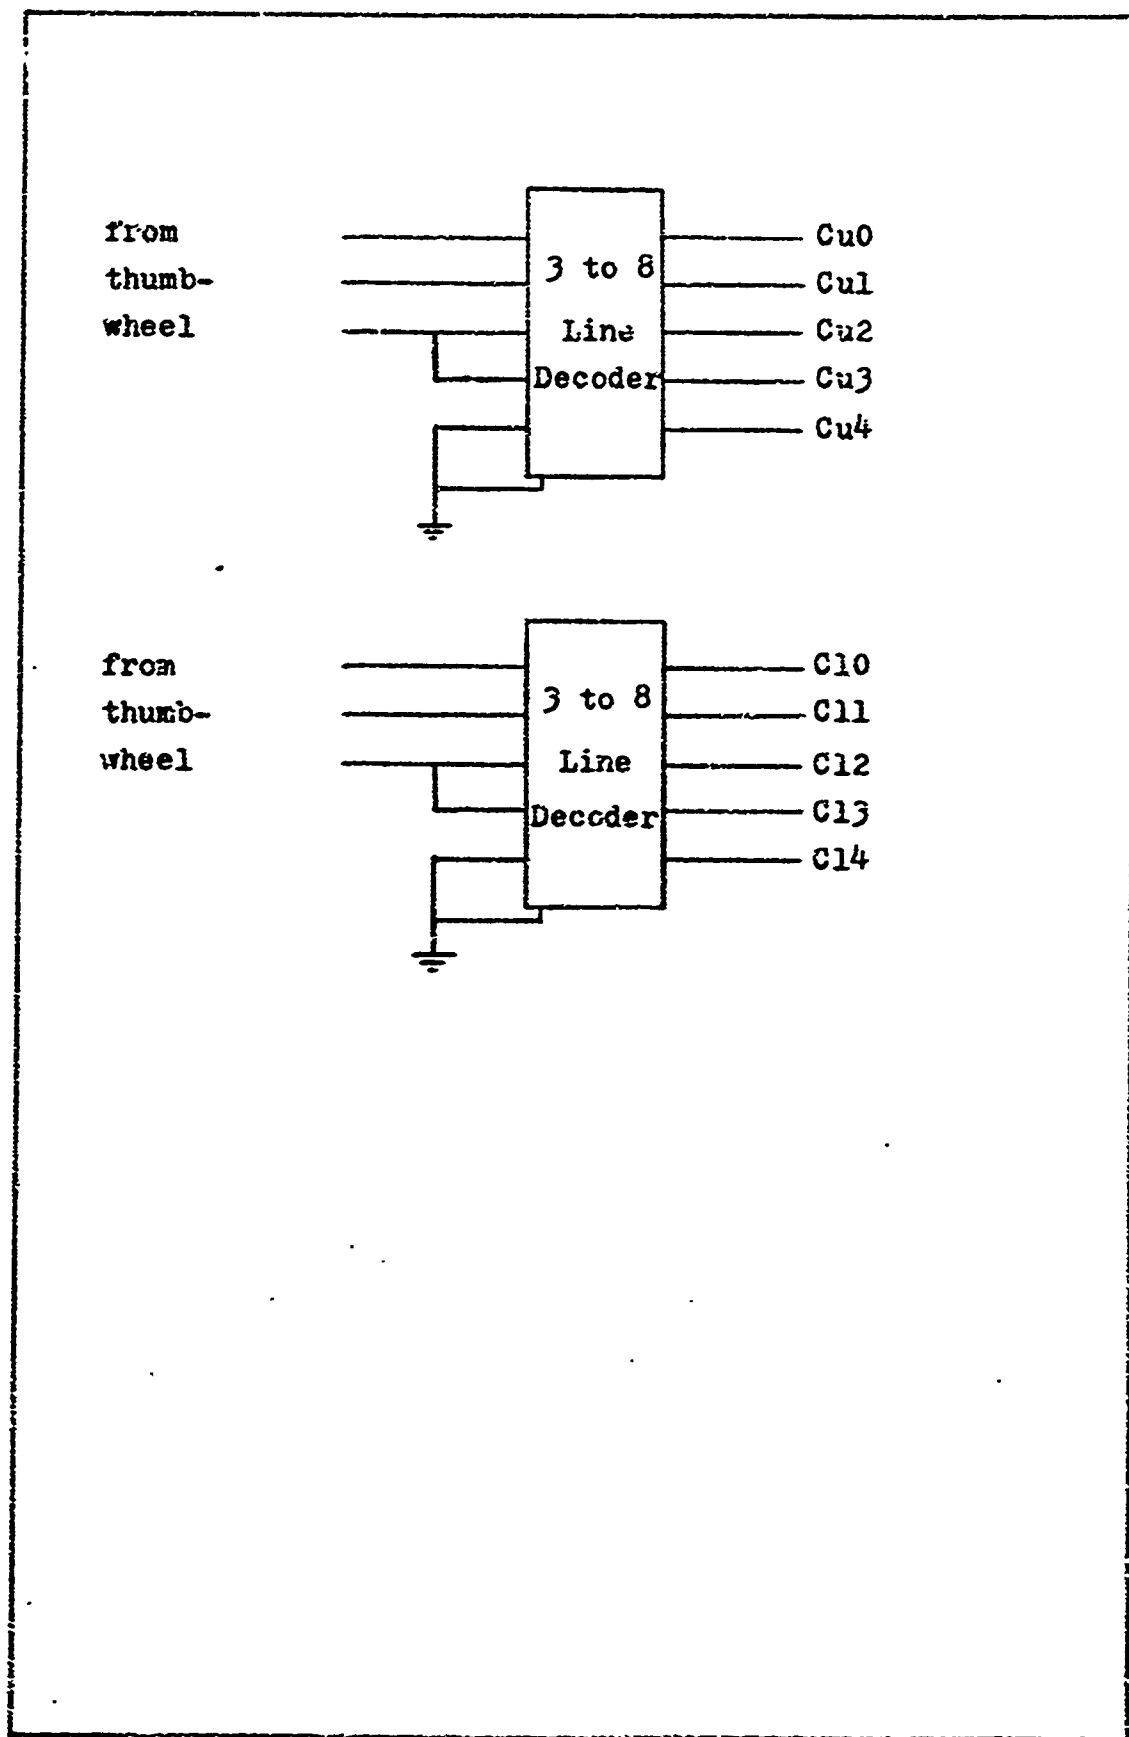 from
thumb-
wheel
3 to 8
Line
Decoder
Cu0
Cu1
Cu2
Cu3
Cu4
from
thumb-
wheel
3 to 8
Line
Decoder
Cl0
Cl1
Cl2
Cl3
Cl4